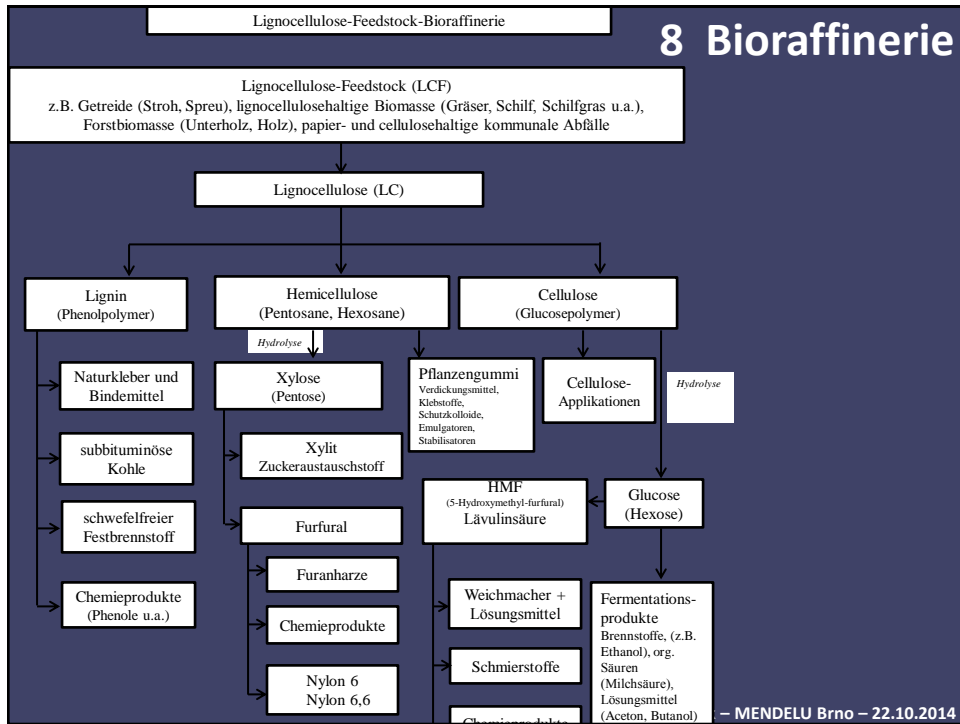 Lignocellulose-Feedstock-Bioraffinerie
8 Bioraffinerie
Lignocellulose-Feedstock (LCF)
z.B. Getreide (Stroh, Spreu), lignocellulosehaltige Biomasse (Gräser, Schilf, Schilfgras u.a.),
Forstbiomasse (Unterholz, Holz), papier- und cellulosehaltige kommunale Abfälle
Lignocellulose (LC)
Lignin
(Phenolpolymer)
Hemicellulose
(Pentosane, Hexosane)
Cellulose
(Glucosepolymer)
Hydrolyse
Naturkleber und
Bindemittel
Xylose
(Pentose)
Pflanzengummi
Verdickungsmittel,
Klebstoffe,
Schutzkolloide,
Emulgatoren,
Stabilisatoren
Cellulose-
Applikationen
Hydrolyse
subbituminöse
Kohle
Xylit
Zuckeraustauschstoff
HMF
(5-Hydroxymethyl-furfural)
Lävulinsäure
Glucose
(Hexose)
schwefelfreier
Festbrennstoff
Furfural
Chemieprodukte
(Phenole u.a.)
Furanharze
Chemieprodukte
Nylon 6
Nylon 6,6
Weichmacher +
Lösungsmittel
Schmierstoffe
Chemieprodukte
Fermentations-
produkte
Brennstoffe, (z.B.
Ethanol), org.
Säuren
(Milchsäure),
Lösungsmittel
(Aceton, Butanol)
– MENDELU Brno – 22.10.2014